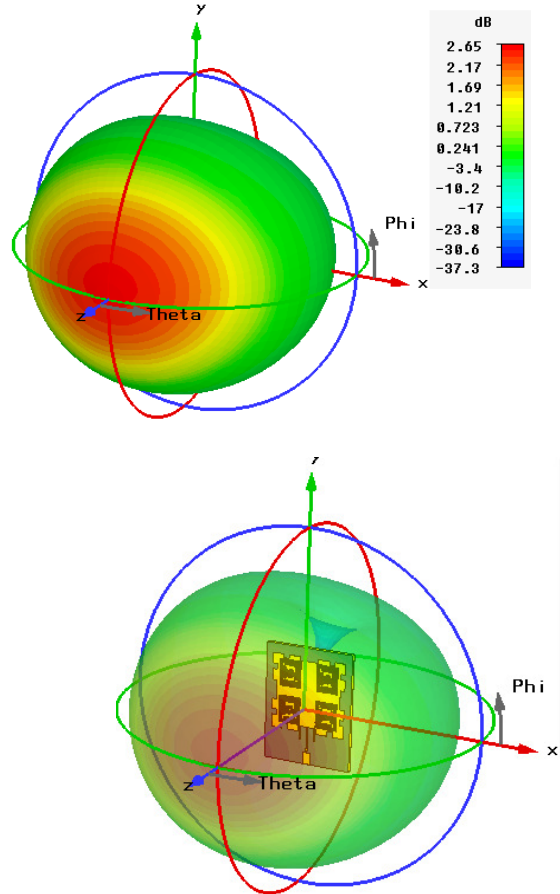 y
dB
2.65
2.17
1.69
1.21
0.723
0.241
-3.4
-10.2
-17
-23.8
-30.6
-37.3
Phi
x
z
Theta
Phi
x
z
Theta